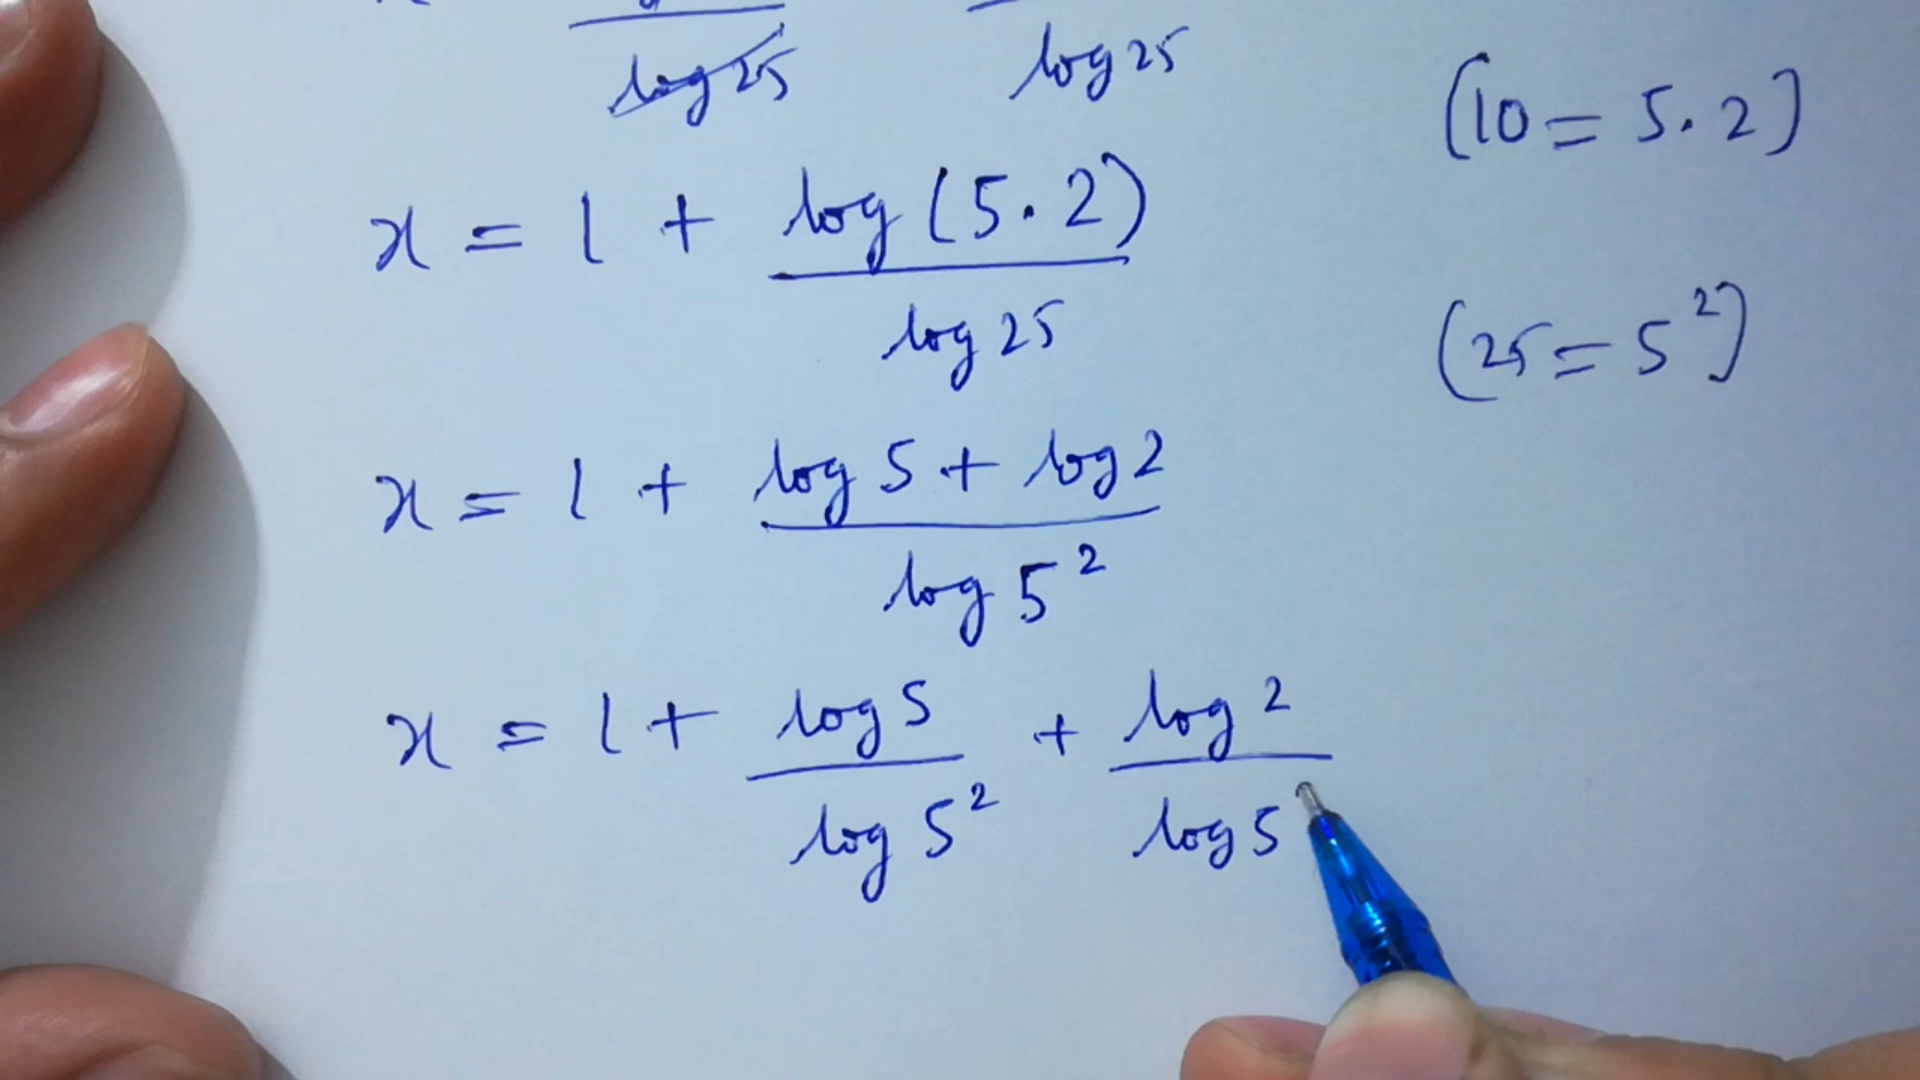 log 25 log 25
(10 = 5 . 2)
x = 1 + log (5 . 2) / log 25
(25 = 5²)
x = 1 + log 5 + log 2 / log 5²
x = 1 + log 5 / log 5² + log 2 / log 5